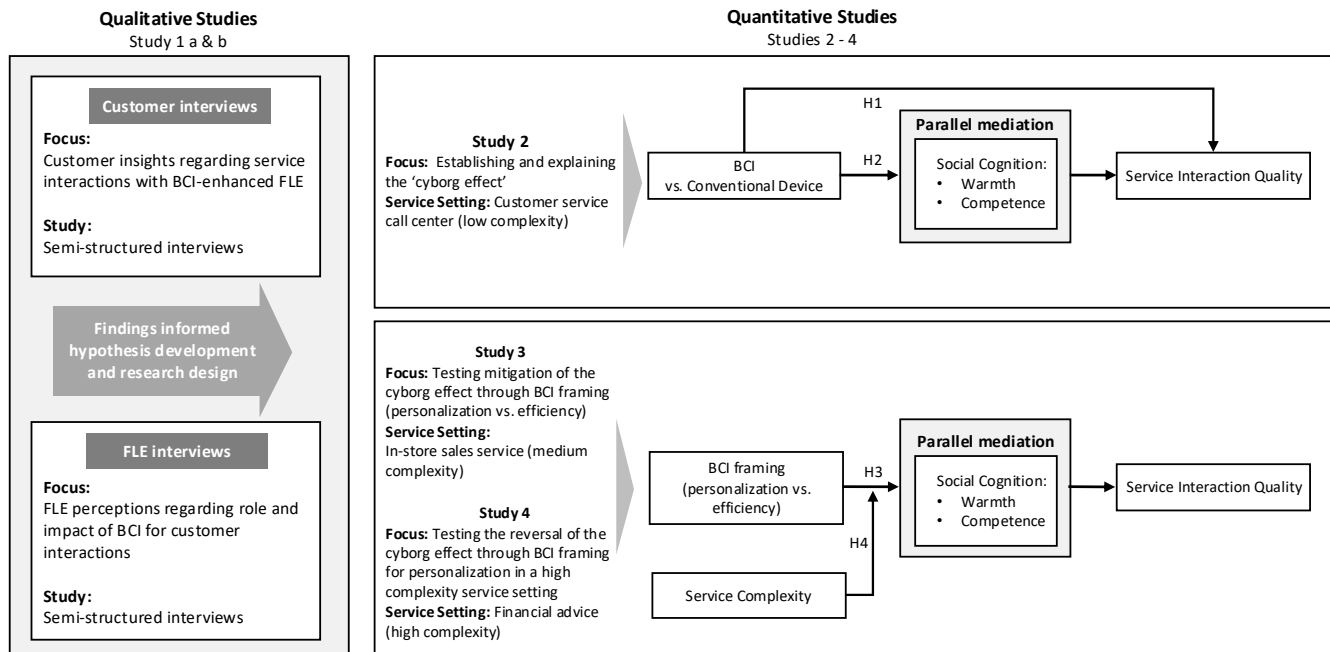 Qualitative Studies
Study 1 a & b
Customer interviews
Focus:
Customer insights regarding service
interactions with BCI-enhanced FLE
Study:
Semi-structured interviews
Findings informed
hypothesis development
and research design
FLE interviews
Focus:
FLE perceptions regarding role and
impact of BCI for customer
interactions
Study:
Semi-structured interviews
Quantitative Studies
Studies 2 - 4
Study 2
Focus: Establishing and explaining
the ‘cyborg effect’
Service Setting: Customer service
call center (low complexity)
BCI
vs. Conventional Device
H1
H2
Parallel mediation
Social Cognition:
• Warmth
• Competence
Service Interaction Quality
Study 3
Focus: Testing mitigation of the
cyborg effect through BCI framing
(personalization vs. efficiency)
Service Setting:
In-store sales service (medium
complexity)
Study 4
Focus: Testing the reversal of the
cyborg effect through BCI framing
for personalization in a high
complexity service setting
Service Setting: Financial advice
(high complexity)
BCI framing
(personalization vs.
efficiency)
H3
H4
Service Complexity
Parallel mediation
Social Cognition:
• Warmth
• Competence
Service Interaction Quality